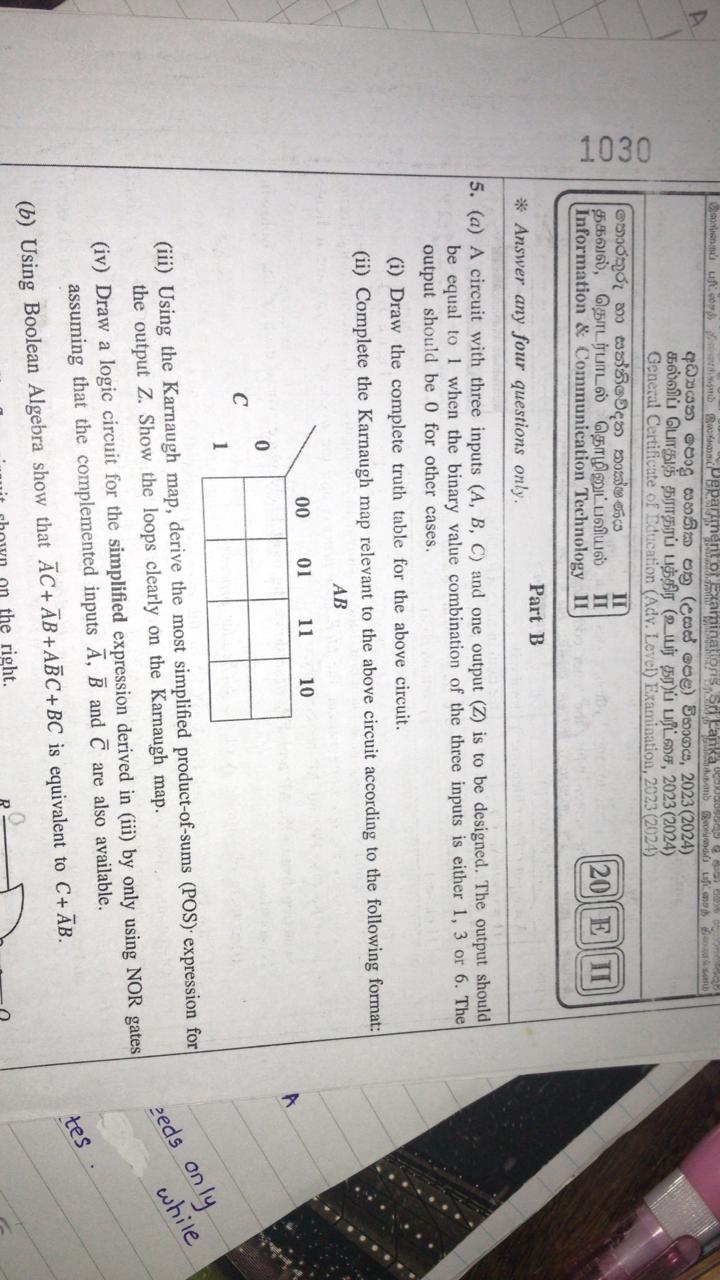 Department of Examinations, Sri Lanka
අධ්‍යයන පොදු සහතික පත්‍ර (උසස් පෙළ) විභාගය, 2023 (2024)
கல்விப் பொதுத் தராதரப் பத்திர (உயர் தர)ப் பரீட்சை, 2023 (2024)
General Certificate of Education (Adv. Level) Examination, 2023 (2024)
තොරතුරු හා සන්නිවේදන තාක්ෂණය II
தகவல், தொடர்பாடல் தொழினுட்பவியல் II
Information & Communication Technology II
20 E II
1030
Part B
* Answer any four questions only.
5. (a) A circuit with three inputs (A, B, C) and one output (Z) is to be designed. The output should
be equal to 1 when the binary value combination of the three inputs is either 1, 3 or 6. The
output should be 0 for other cases.
(i) Draw the complete truth table for the above circuit.
(ii) Complete the Karnaugh map relevant to the above circuit according to the following format:
AB
00 01 11 10
0
C
1
(iii) Using the Karnaugh map, derive the most simplified product-of-sums (POS) expression for
the output Z. Show the loops clearly on the Karnaugh map.
(iv) Draw a logic circuit for the simplified expression derived in (iii) by only using NOR gates
assuming that the complemented inputs A̅, B̅ and C̅ are also available.
(b) Using Boolean Algebra show that A̅C + A̅B + AB̅C + BC is equivalent to C + A̅B.
shown on the right.
A
A
eeds only
while
tes.